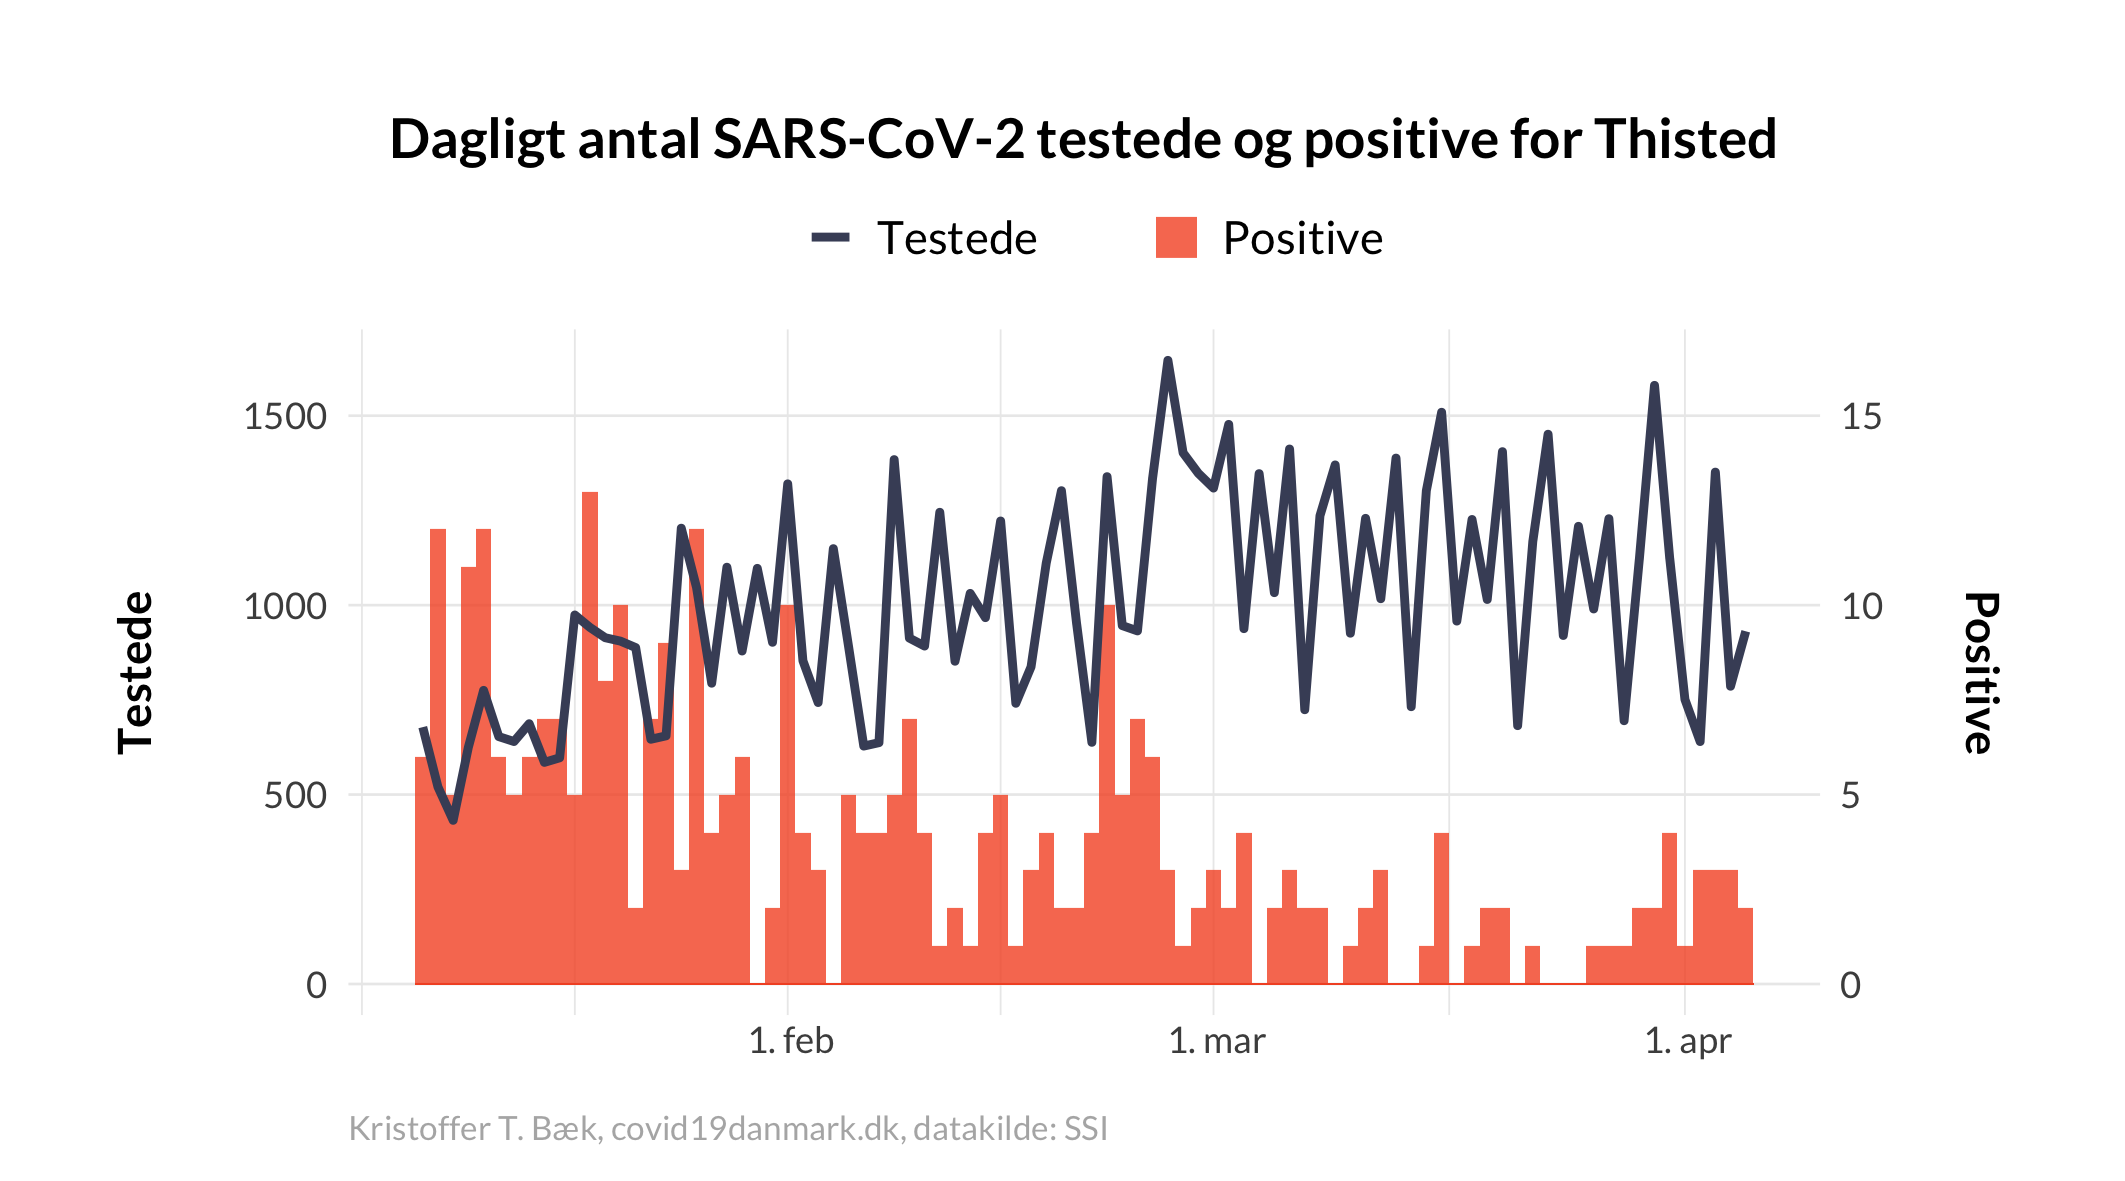 Dagligt antal SARS-CoV-2 testede og positive for Thisted
Testede Positive
1500 15
1000 10
500 5
0 0
Testede
Positive
1. feb 1. mar 1. apr
Kristoffer T. Bæk, covid19danmark.dk, datakilde: SSI